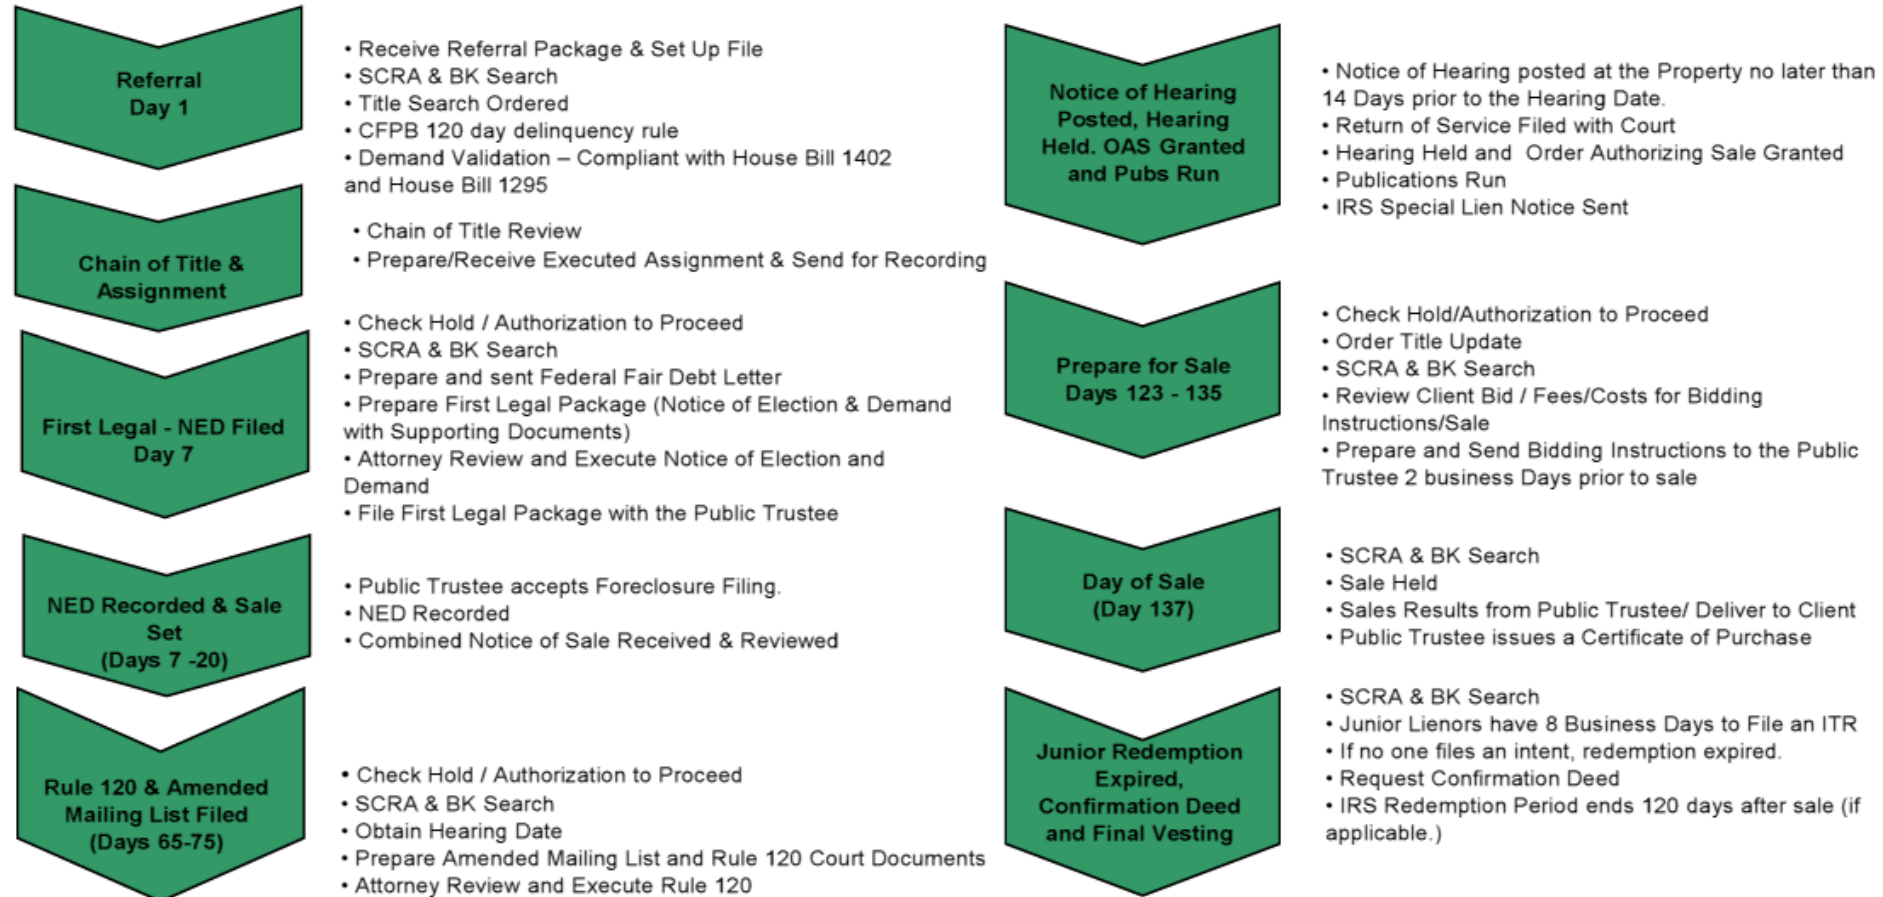 Referral
Day 1
• Receive Referral Package & Set Up File
• SCRA & BK Search
• Title Search Ordered
• CFPB 120 day delinquency rule
• Demand Validation – Compliant with House Bill 1402
and House Bill 1295
Chain of Title &
Assignment
• Chain of Title Review
• Prepare/Receive Executed Assignment & Send for Recording
First Legal - NED Filed
Day 7
• Check Hold / Authorization to Proceed
• SCRA & BK Search
• Prepare and sent Federal Fair Debt Letter
• Prepare First Legal Package (Notice of Election & Demand
with Supporting Documents)
• Attorney Review and Execute Notice of Election and
Demand
• File First Legal Package with the Public Trustee
NED Recorded & Sale
Set
(Days 7 -20)
• Public Trustee accepts Foreclosure Filing.
• NED Recorded
• Combined Notice of Sale Received & Reviewed
Rule 120 & Amended
Mailing List Filed
(Days 65-75)
• Check Hold / Authorization to Proceed
• SCRA & BK Search
• Obtain Hearing Date
• Prepare Amended Mailing List and Rule 120 Court Documents
• Attorney Review and Execute Rule 120
Notice of Hearing
Posted, Hearing
Held. OAS Granted
and Pubs Run
• Notice of Hearing posted at the Property no later than
14 Days prior to the Hearing Date.
• Return of Service Filed with Court
• Hearing Held and Order Authorizing Sale Granted
• Publications Run
• IRS Special Lien Notice Sent
Prepare for Sale
Days 123 - 135
• Check Hold/Authorization to Proceed
• Order Title Update
• SCRA & BK Search
• Review Client Bid / Fees/Costs for Bidding
Instructions/Sale
• Prepare and Send Bidding Instructions to the Public
Trustee 2 business Days prior to sale
Day of Sale
(Day 137)
• SCRA & BK Search
• Sale Held
• Sales Results from Public Trustee/ Deliver to Client
• Public Trustee issues a Certificate of Purchase
Junior Redemption
Expired,
Confirmation Deed
and Final Vesting
• SCRA & BK Search
• Junior Lienors have 8 Business Days to File an ITR
• If no one files an intent, redemption expired.
• Request Confirmation Deed
• IRS Redemption Period ends 120 days after sale (if
applicable.)